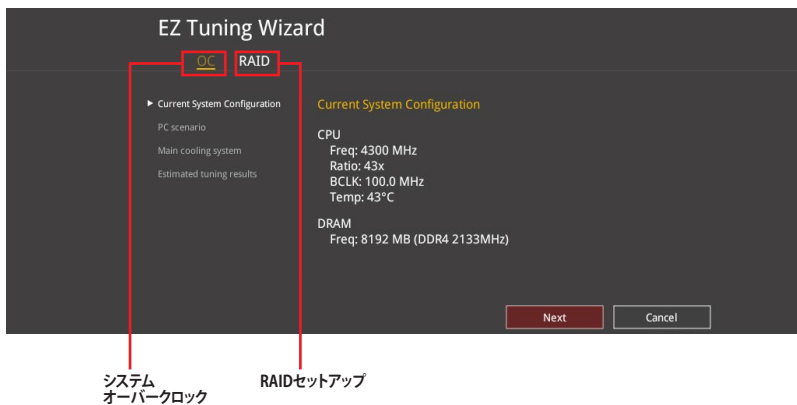 EZ Tuning Wizard
OC RAID
▶ Current System Configuration
PC scenario
Main cooling system
Estimated tuning results
Current System Configuration
CPU
Freq: 4300 MHz
Ratio: 43x
BCLK: 100.0 MHz
Temp: 43°C
DRAM
Freq: 8192 MB (DDR4 2133MHz)
Next Cancel
システム
オーバークロック
RAIDセットアップ